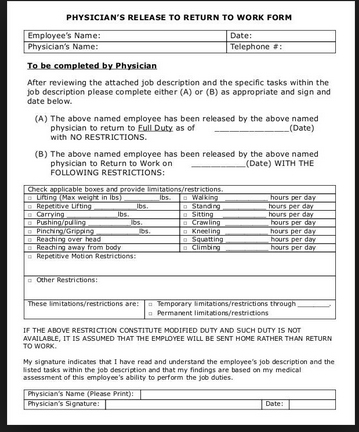 PHYSICIAN'S RELEASE TO RETURN TO WORK FORM
Employee's Name: Date:
Physician's Name: Telephone #:
To be completed by Physician
After reviewing the attached job description and the specific tasks within the
job description please complete either (A) or (B) as appropriate and sign and
date below.
(A) The above named employee has been released by the above named
physician to return to Full Duty as of ________________(Date)
with NO RESTRICTIONS.
(B) The above named employee has been released by the above named
physician to Return to Work on ___________(Date) WITH THE
FOLLOWING RESTRICTIONS:
Check applicable boxes and provide limitations/restrictions.
□ Lifting (Max weight in lbs) ________lbs. □ Walking _________ hours per day
□ Repetitive Lifting _________lbs. □ Standing _________ hours per day
□ Carrying _________lbs. □ Sitting _________ hours per day
□ Pushing/pulling _________lbs. □ Crawling _________ hours per day
□ Pinching/Gripping _________lbs. □ Kneeling _________ hours per day
□ Reaching over head □ Squatting _________ hours per day
□ Reaching away from body □ Climbing _________ hours per day
□ Repetitive Motion Restrictions:
□ Other Restrictions:
These limitations/restrictions are: □ Temporary limitations/restrictions through ________.
□ Permanent limitations/restrictions
IF THE ABOVE RESTRICTION CONSTITUTE MODIFIED DUTY AND SUCH DUTY IS NOT
AVAILABLE, IT IS ASSUMED THAT THE EMPLOYEE WILL BE SENT HOME RATHER THAN RETURN
TO WORK.
My signature indicates that I have read and understand the employee's job description and the
listed tasks within the job description and that my findings are based on my medical
assessment of this employee's ability to perform the job duties.
Physician's Name (Please Print):
Physician's Signature: Date: